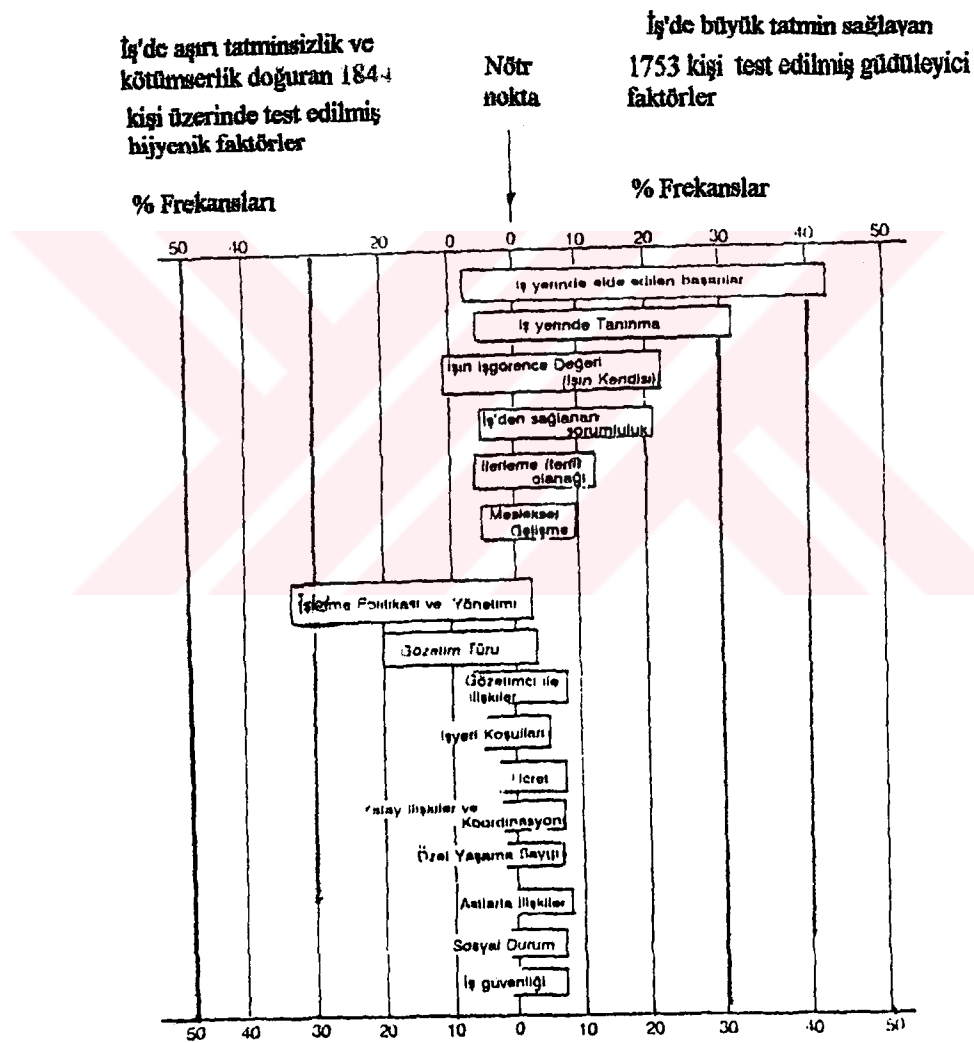 İş'de aşırı tatminsizlik ve
kötümserlik doğuran 1844
kişi üzerinde test edilmiş
hijyenik faktörler
% Frekansları
Nötr
nokta
İş'de büyük tatmin sağlayan
1753 kişi test edilmiş güdüleyici
faktörler
% Frekanslar
50 40 20 0 0 10 20 30 40 50
İş yerinde elde edilen başarılar
İş yerinde Tanınma
İşin İşgörence Değeri
(İşin Kendisi)
İş'den sağlanan
sorumluluk
İlerleme (terfi)
olanağı
Mesleksel
Gelişme
İşletme Politikası ve Yönetimi
Gözetim Türü
Gözetimci ile
ilişkiler
İşyeri Koşulları
Ücret
Yatay ilişkiler ve
Koordinasyon
Özel Yaşama Saygı
Astlarla İlişkiler
Sosyal Durum
İş güvenliği
50 40 30 20 10 0 10 20 30 40 50